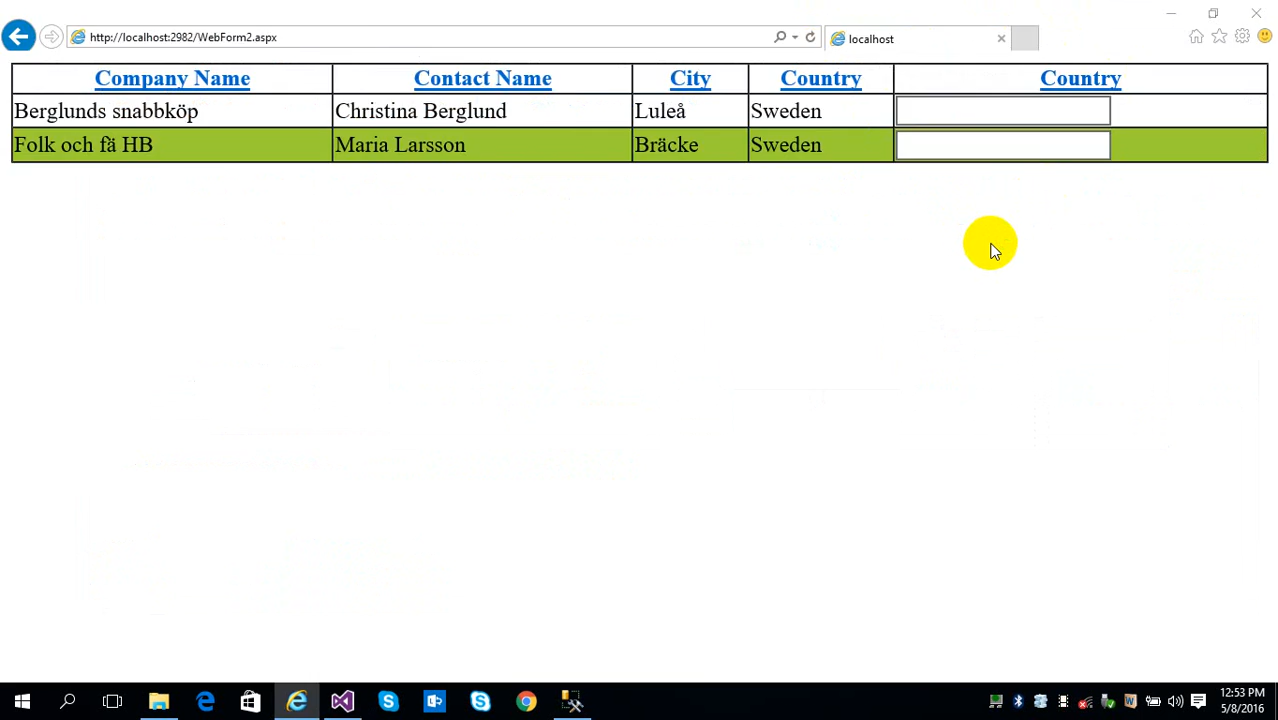 http://localhost:2982/WebForm2.aspx
localhost
Company Name Contact Name City Country Country
Berglunds snabbköp Christina Berglund Luleå Sweden
Folk och fä HB Maria Larsson Bräcke Sweden
12:53 PM
5/8/2016